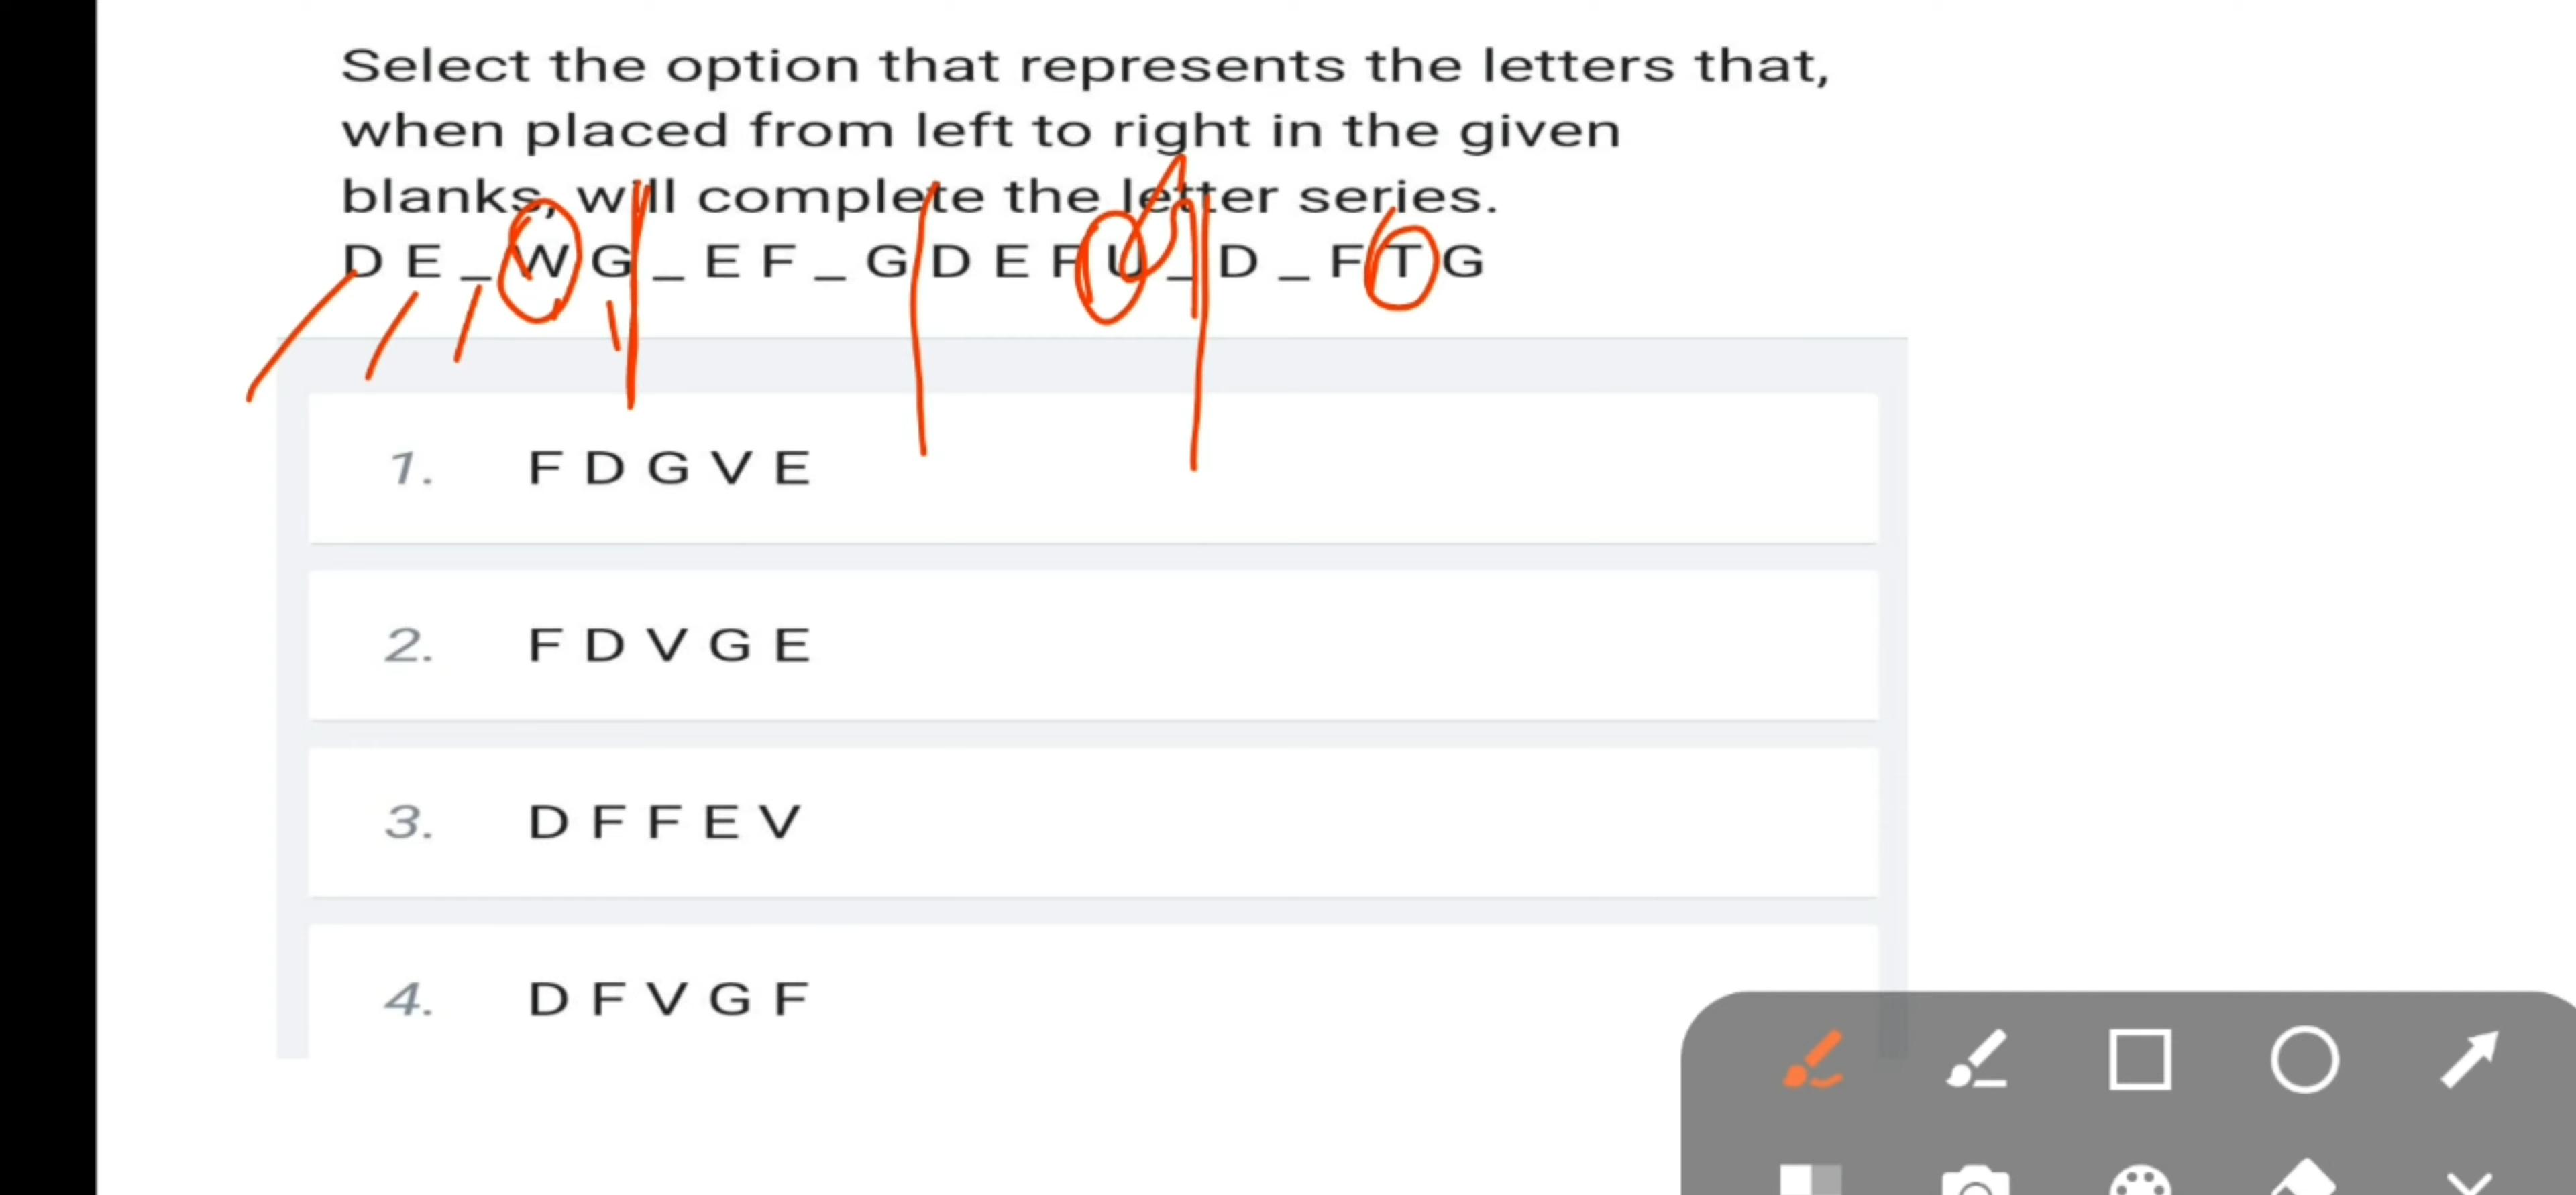 Select the option that represents the letters that,
when placed from left to right in the given
blanks, will complete the letter series.
D E _ W G _ E F _ G D E F U _ D _ F T G
1. F D G V E
2. F D V G E
3. D F F E V
4. D F V G F